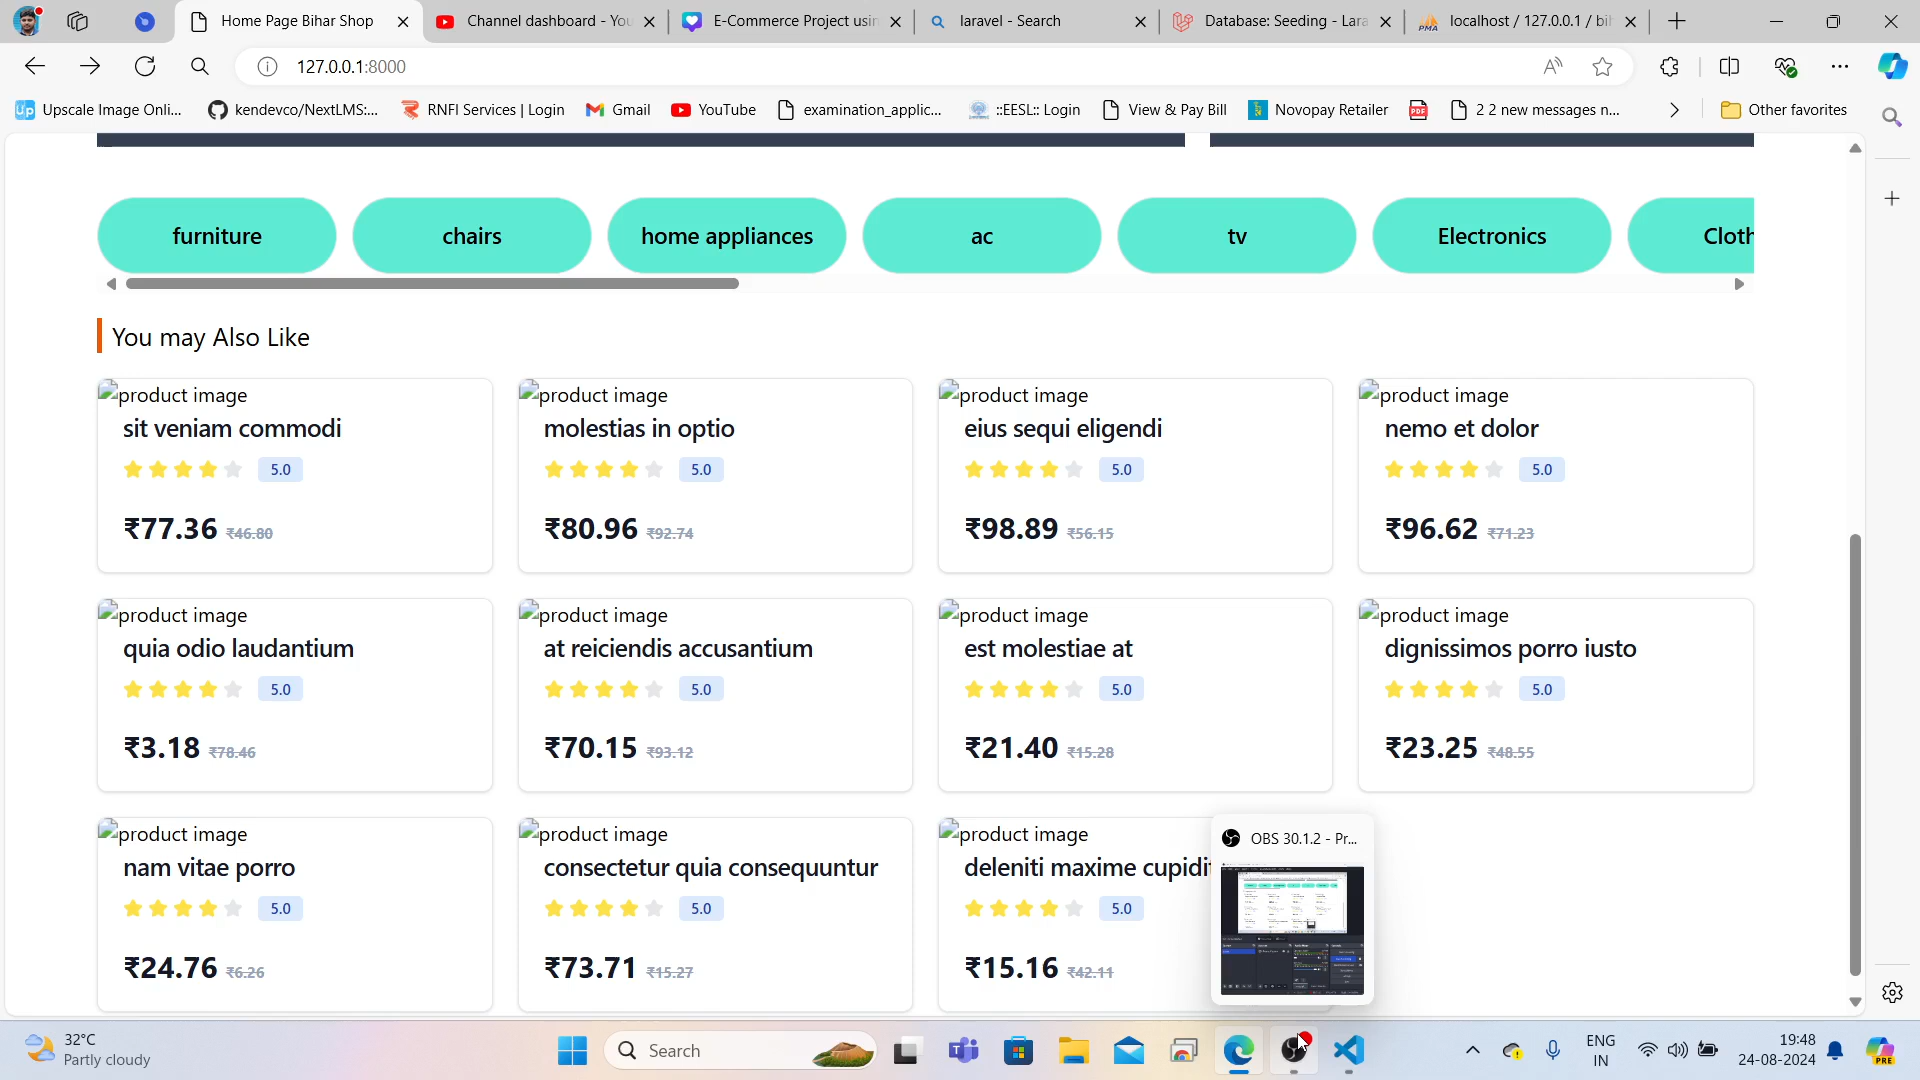 Home Page Bihar Shop
Channel dashboard - You
E-Commerce Project usin
laravel - Search
Database: Seeding - Lara
localhost / 127.0.0.1 / bih
127.0.0.1:8000
Upscale Image Onli...
kendevco/NextLMS:...
RNFI Services | Login
Gmail
YouTube
examination_applic...
::EESL:: Login
View & Pay Bill
Novopay Retailer
2 2 new messages n...
Other favorites
furniture
chairs
home appliances
ac
tv
Electronics
Cloth
You may Also Like
product image
product image
product image
product image
sit veniam commodi
molestias in optio
eius sequi eligendi
nemo et dolor
5.0
5.0
5.0
5.0
₹77.36 ₹46.80
₹80.96 ₹92.74
₹98.89 ₹56.15
₹96.62 ₹71.23
product image
product image
product image
product image
quia odio laudantium
at reiciendis accusantium
est molestiae at
dignissimos porro iusto
5.0
5.0
5.0
5.0
₹3.18 ₹78.46
₹70.15 ₹93.12
₹21.40 ₹15.28
₹23.25 ₹48.55
product image
product image
product image
OBS 30.1.2 - Pr...
nam vitae porro
consectetur quia consequuntur
deleniti maxime cupidit
5.0
5.0
5.0
₹24.76 ₹6.26
₹73.71 ₹15.27
₹15.16 ₹42.11
32°C
Partly cloudy
Search
ENG
IN
19:48
24-08-2024